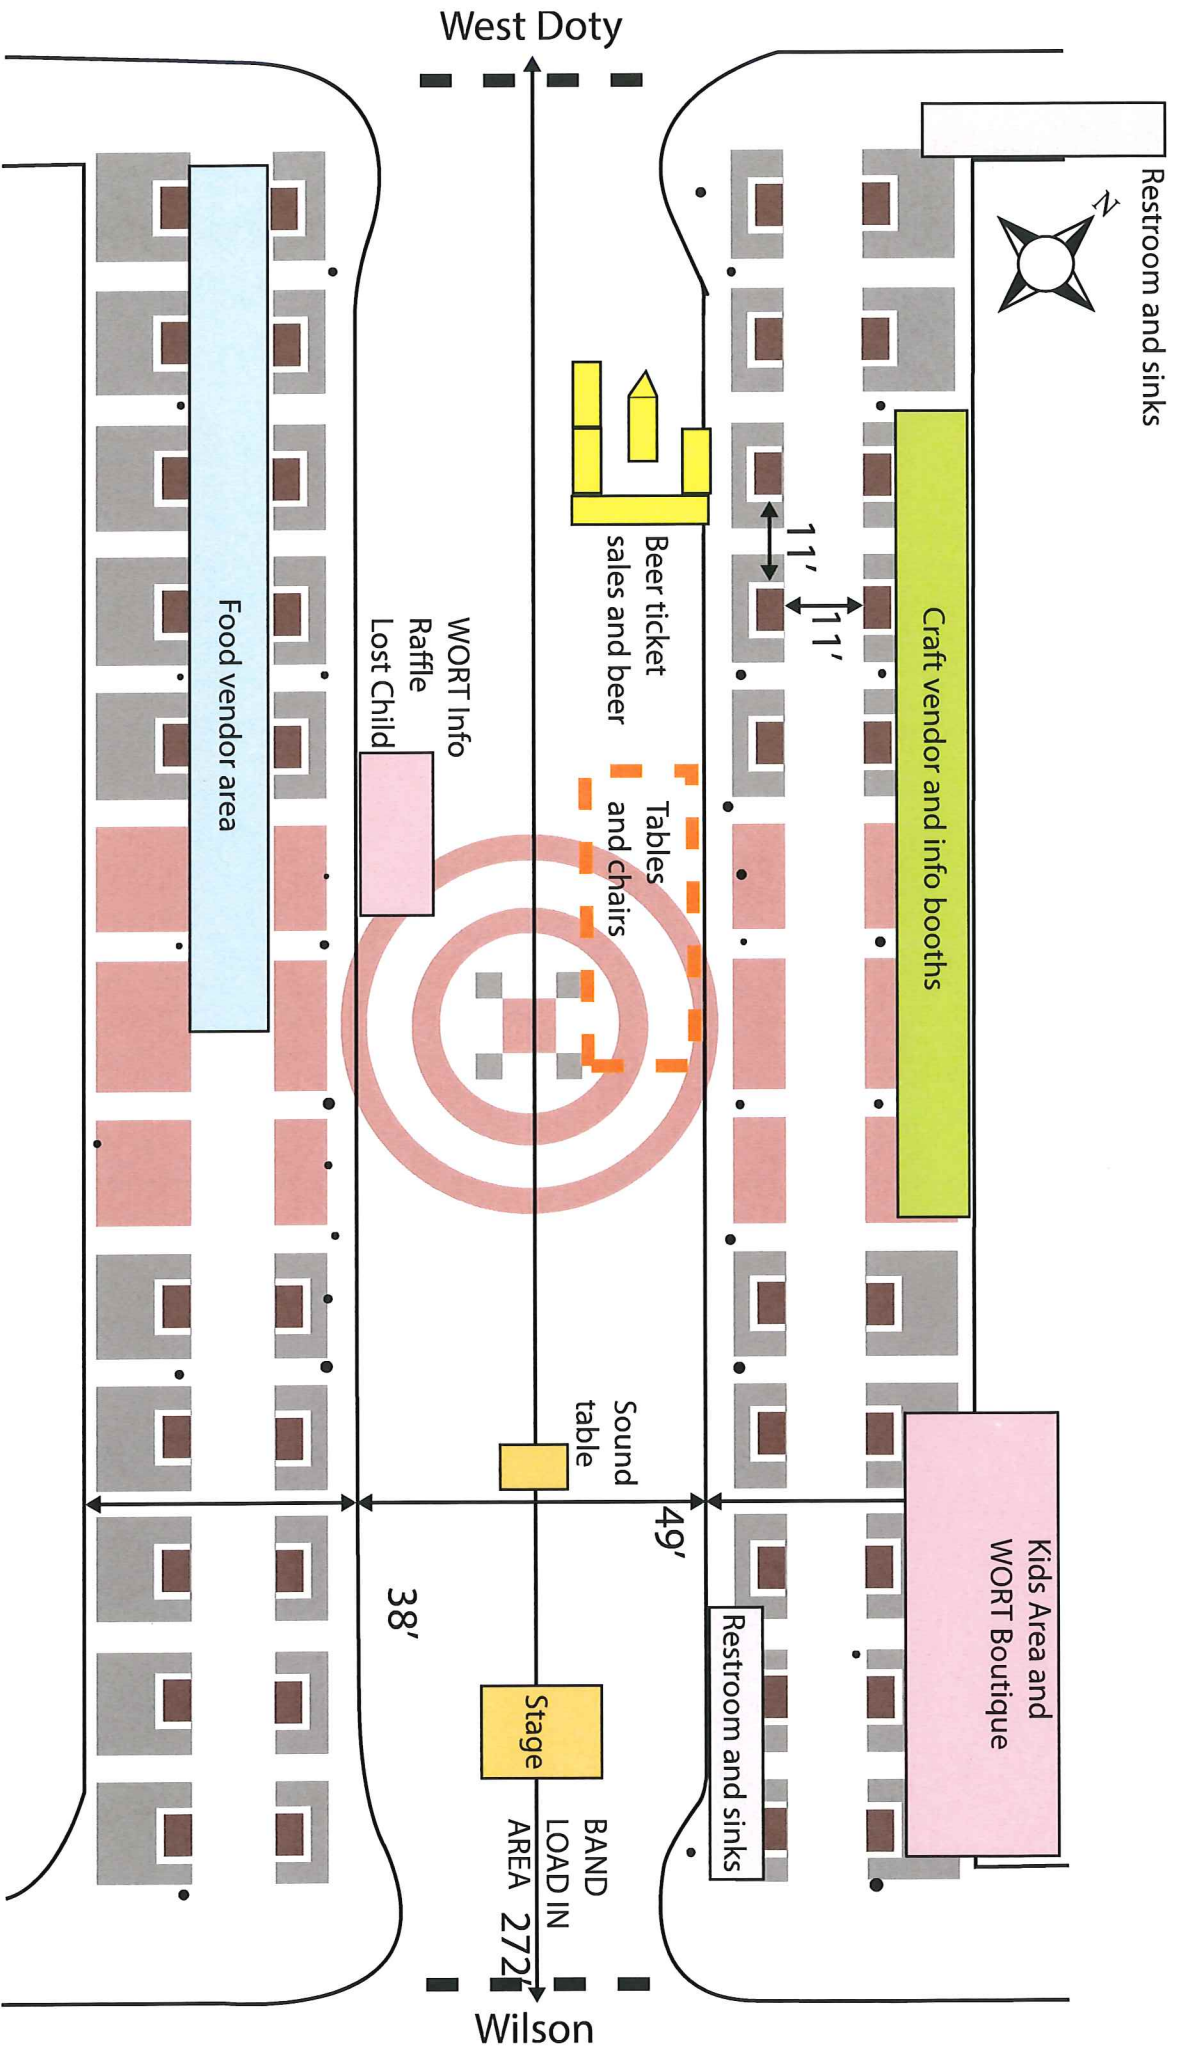 West Doty
Restroom and sinks
N
11'
11'
Craft vendor and info booths
Beer ticket
sales and beer
Food vendor area
WORT Info
Raffle
Lost Child
Tables
and chairs
Sound
table
49'
38'
Kids Area and
WORT Boutique
Restroom and sinks
Stage
BAND
LOAD IN
AREA
272'
Wilson